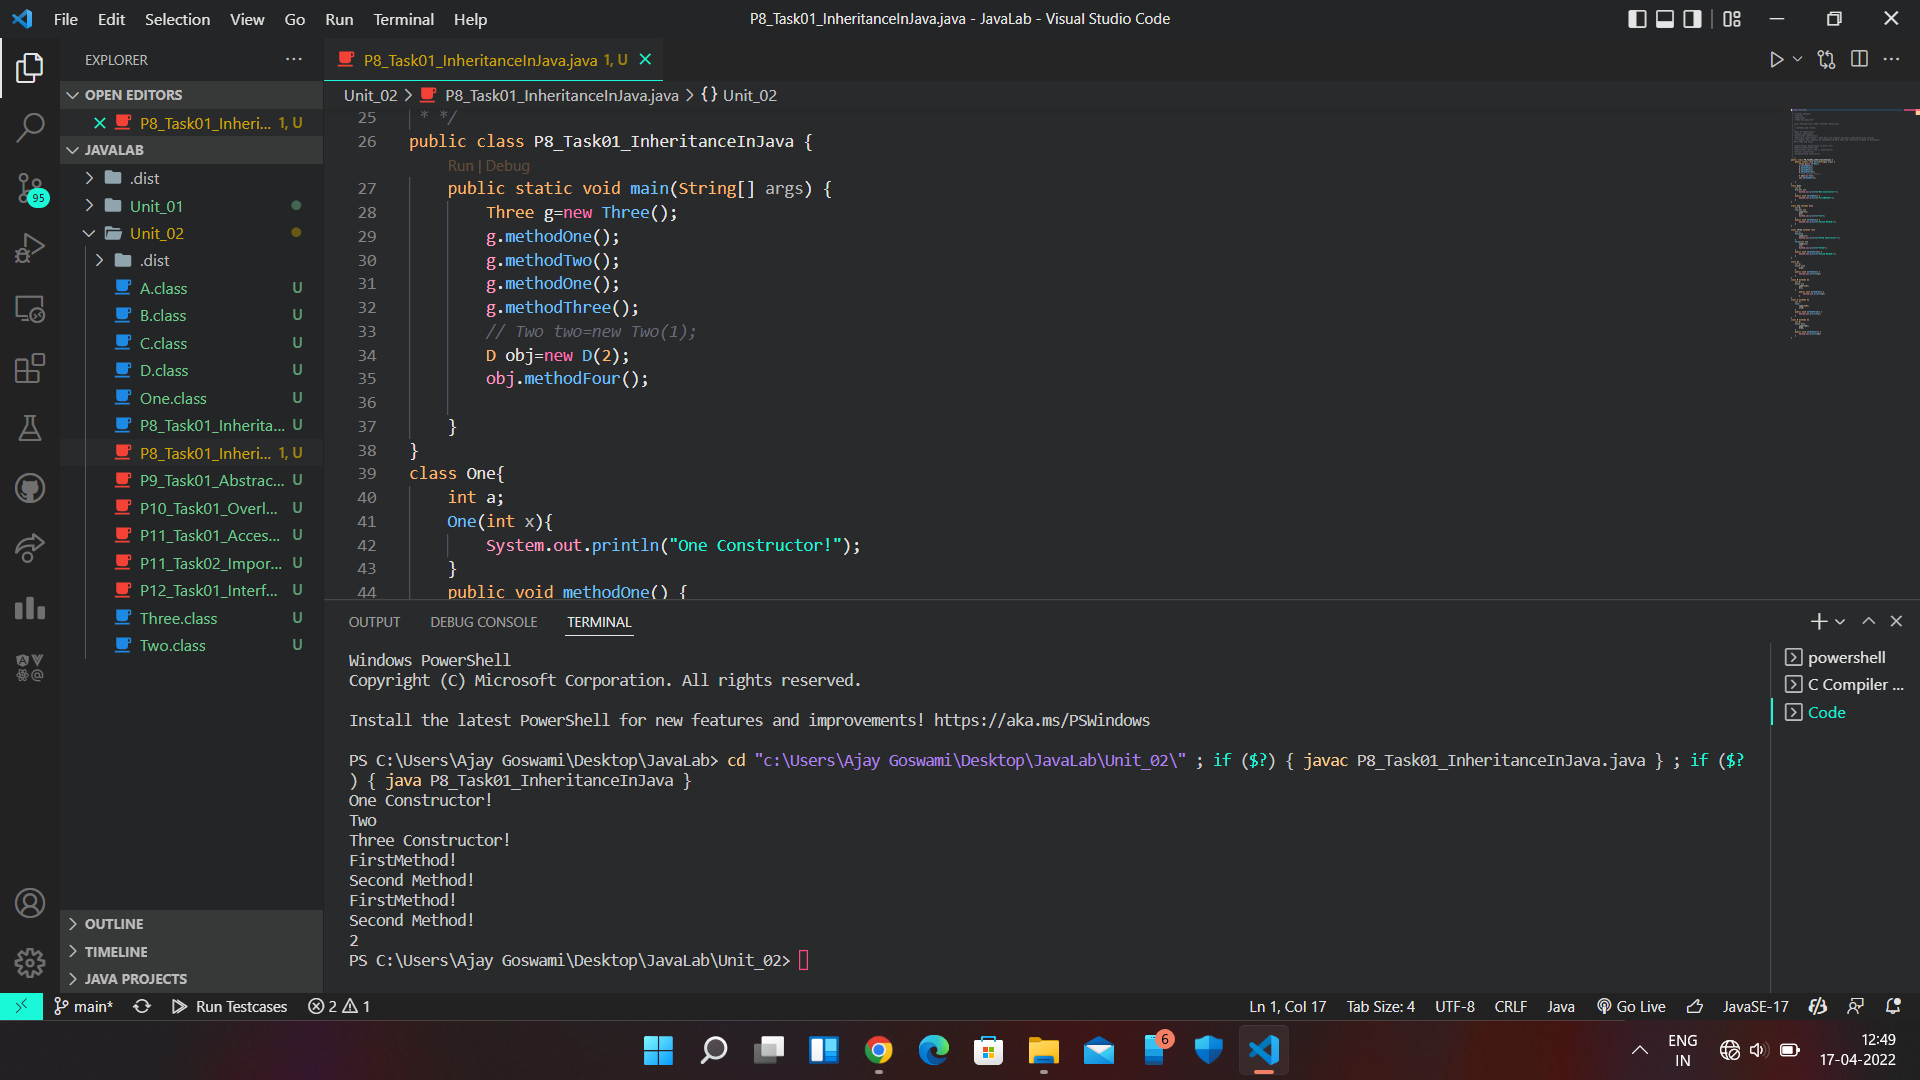 File Edit Selection View Go Run Terminal Help
P8_Task01_InheritanceInJava.java - JavaLab - Visual Studio Code
EXPLORER
OPEN EDITORS
P8_Task01_Inheri... 1, U
JAVALAB
.dist
Unit_01
Unit_02
.dist
A.class U
B.class U
C.class U
D.class U
One.class U
P8_Task01_Inherita... U
P8_Task01_Inheri... 1, U
P9_Task01_Abstrac... U
P10_Task01_Overl... U
P11_Task01_Acces... U
P11_Task02_Impor... U
P12_Task01_Interf... U
Three.class U
Two.class U
OUTLINE
TIMELINE
JAVA PROJECTS
95
P8_Task01_InheritanceInJava.java 1, U
Unit_02 > P8_Task01_InheritanceInJava.java > {} Unit_02
25 * */
26 public class P8_Task01_InheritanceInJava {
Run | Debug
27 public static void main(String[] args) {
28 Three g=new Three();
29 g.methodOne();
30 g.methodTwo();
31 g.methodOne();
32 g.methodThree();
33 // Two two=new Two(1);
34 D obj=new D(2);
35 obj.methodFour();
36
37 }
38 }
39 class One{
40 int a;
41 One(int x){
42 System.out.println("One Constructor!");
43 }
44 public void methodOne() {
OUTPUT DEBUG CONSOLE TERMINAL
Windows PowerShell
Copyright (C) Microsoft Corporation. All rights reserved.
Install the latest PowerShell for new features and improvements! https://aka.ms/PSWindows
PS C:\Users\Ajay Goswami\Desktop\JavaLab> cd "c:\Users\Ajay Goswami\Desktop\JavaLab\Unit_02\" ; if ($?) { javac P8_Task01_InheritanceInJava.java } ; if ($?
) { java P8_Task01_InheritanceInJava }
One Constructor!
Two
Three Constructor!
FirstMethod!
Second Method!
FirstMethod!
Second Method!
2
PS C:\Users\Ajay Goswami\Desktop\JavaLab\Unit_02>
powershell
C Compiler ...
Code
main* Run Testcases 2 1
Ln 1, Col 17 Tab Size: 4 UTF-8 CRLF Java Go Live JavaSE-17
6
ENG
IN
12:49
17-04-2022